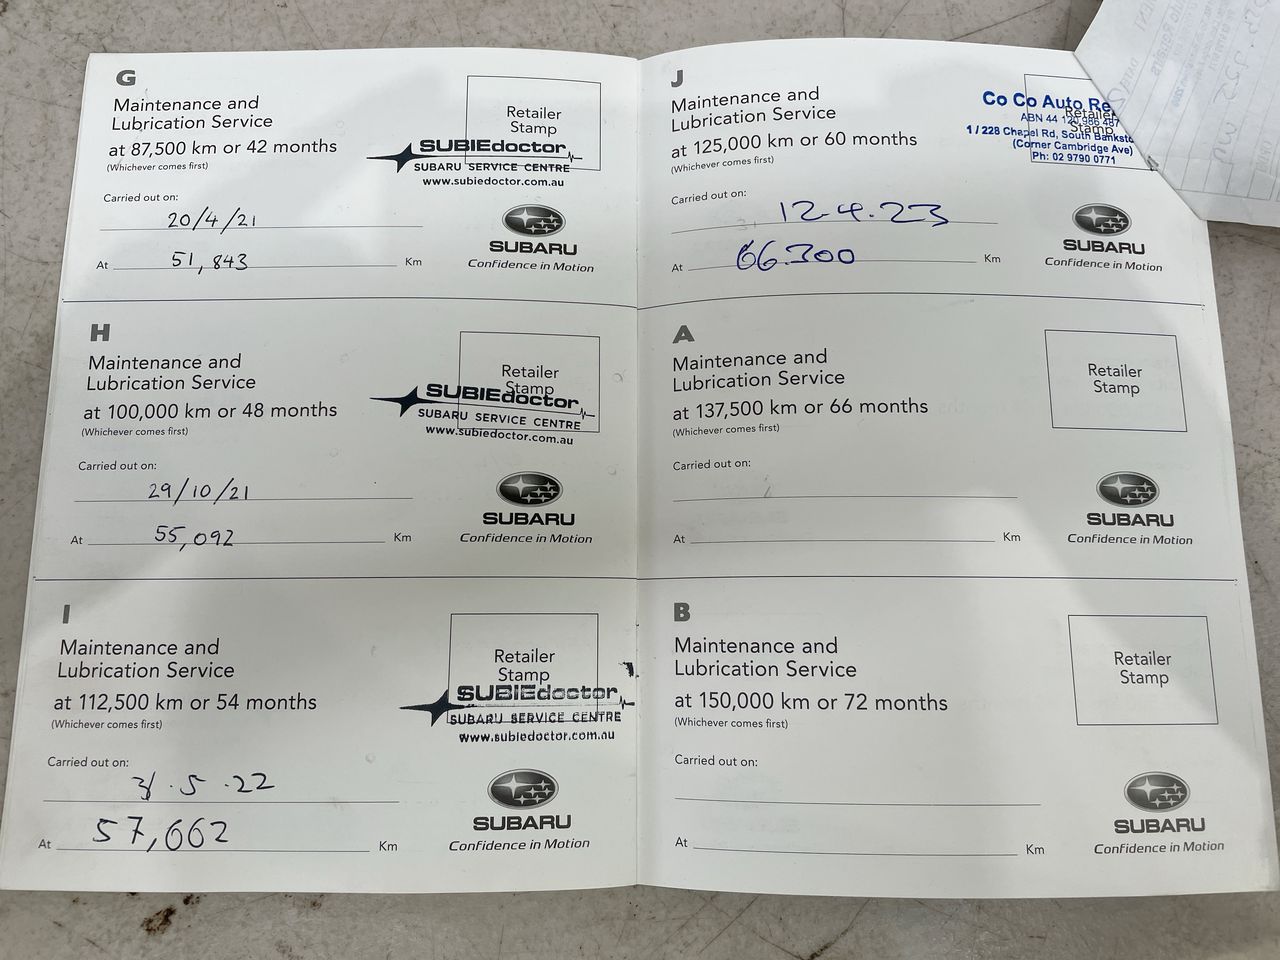 G
Maintenance and
Lubrication Service
at 87,500 km or 42 months
(Whichever comes first)
Retailer
Stamp
SUBIEdoctor
SUBARU SERVICE CENTRE
www.subiedoctor.com.au
Carried out on:
20/4/21
At 51,843 Km
SUBARU
Confidence in Motion
H
Maintenance and
Lubrication Service
at 100,000 km or 48 months
(Whichever comes first)
Retailer
Stamp
SUBIEdoctor
SUBARU SERVICE CENTRE
www.subiedoctor.com.au
Carried out on:
29/10/21
At 55,092 Km
SUBARU
Confidence in Motion
I
Maintenance and
Lubrication Service
at 112,500 km or 54 months
(Whichever comes first)
Retailer
Stamp
SUBIEdoctor
SUBARU SERVICE CENTRE
www.subiedoctor.com.au
Carried out on:
31.5.22
At 57,662 Km
SUBARU
Confidence in Motion
J
Maintenance and
Lubrication Service
at 125,000 km or 60 months
(Whichever comes first)
Retailer
Stamp
Co Co Auto Re
ABN 44 120 986 487
1 / 228 Chapel Rd, South Banksto
(Corner Cambridge Ave)
Ph: 02 9790 0771
Carried out on:
12.4.23
At 66.300 Km
SUBARU
Confidence in Motion
A
Maintenance and
Lubrication Service
at 137,500 km or 66 months
(Whichever comes first)
Retailer
Stamp
Carried out on:
At Km
SUBARU
Confidence in Motion
B
Maintenance and
Lubrication Service
at 150,000 km or 72 months
(Whichever comes first)
Retailer
Stamp
Carried out on:
At Km
SUBARU
Confidence in Motion